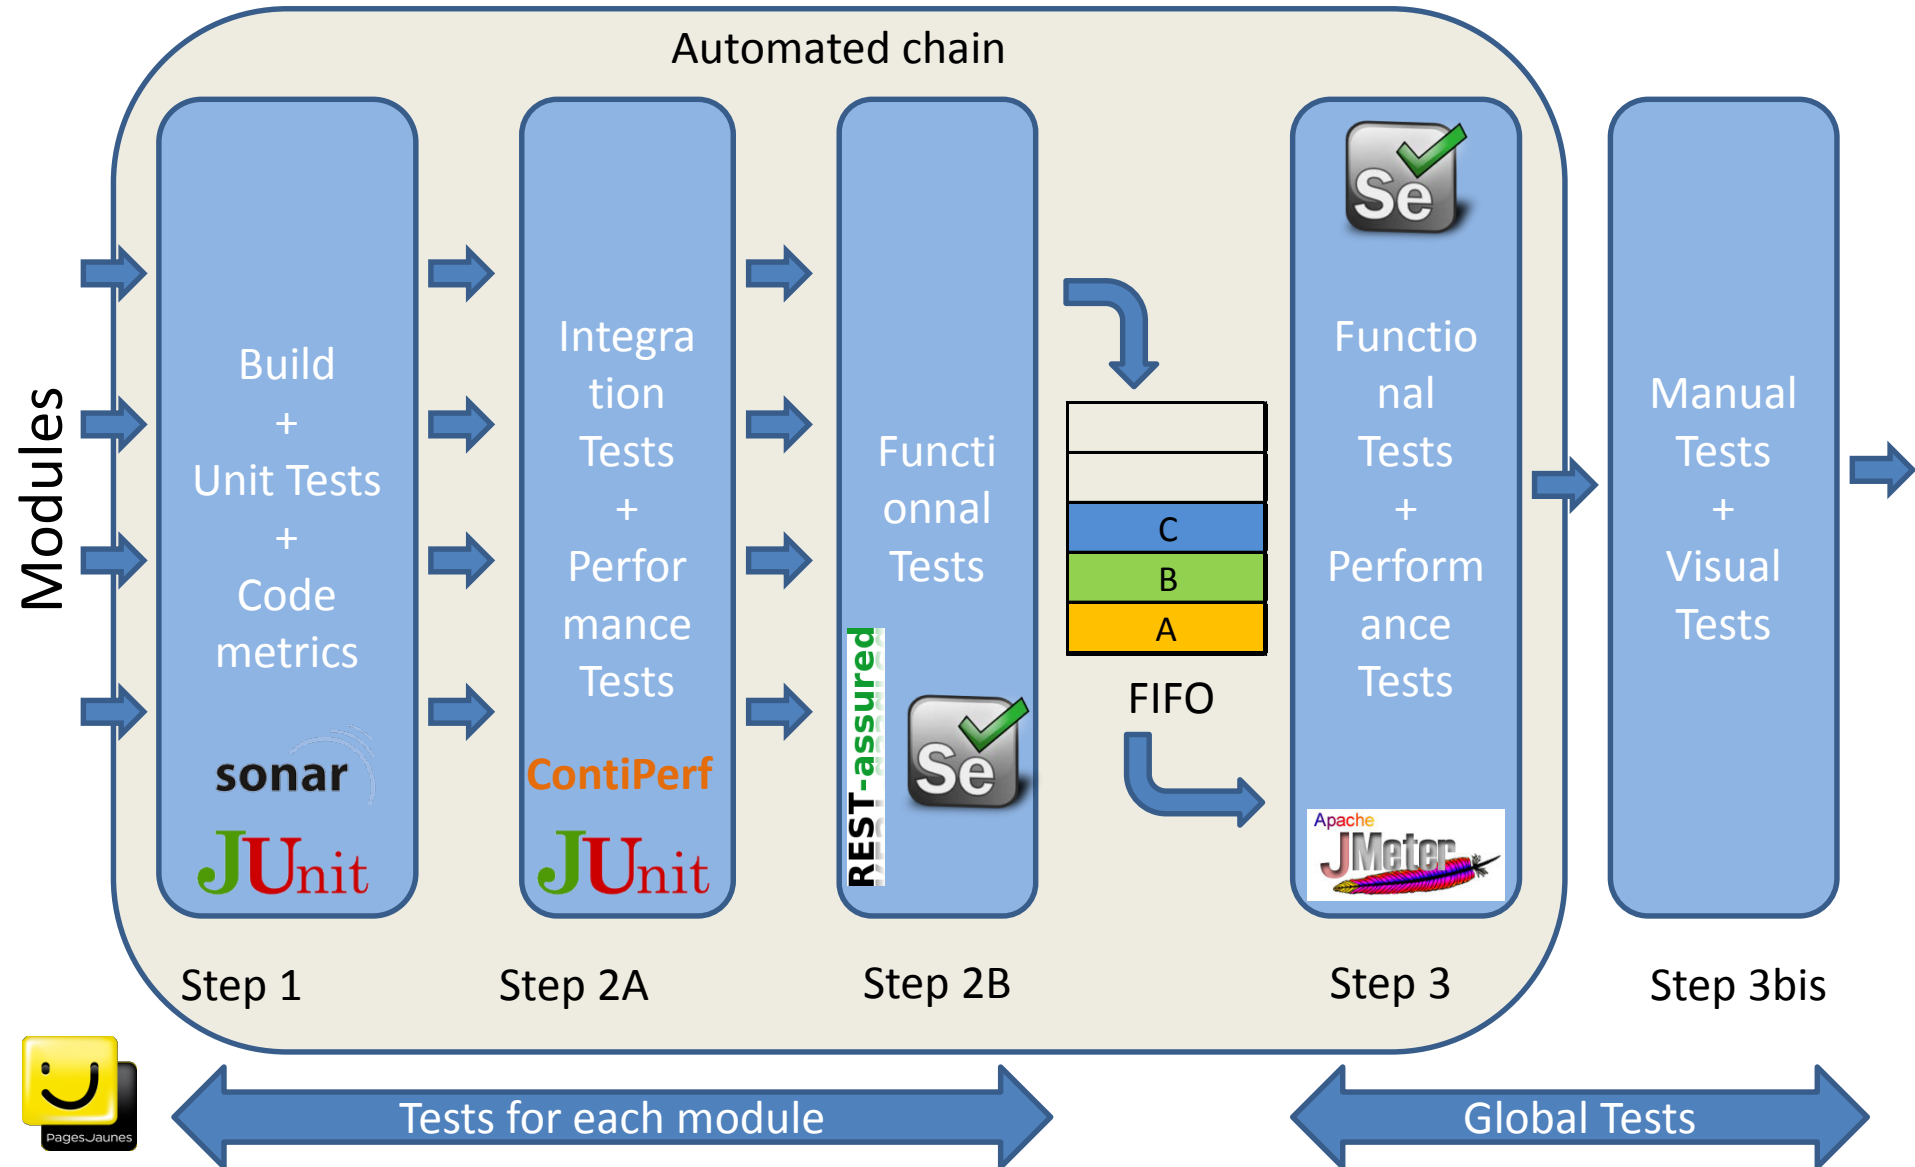 Automated chain
Modules
Build
+
Unit Tests
+
Code
metrics
sonar
JUnit
Integra
tion
Tests
+
Perfor
mance
Tests
ContiPerf
JUnit
Functi
onnal
Tests
REST-assured
Se
C
B
A
FIFO
Se
Functio
nal
Tests
+
Perform
ance
Tests
Apache
JMeter
Manual
Tests
+
Visual
Tests
Step 1
Step 2A
Step 2B
Step 3
Step 3bis
PagesJaunes
Tests for each module
Global Tests